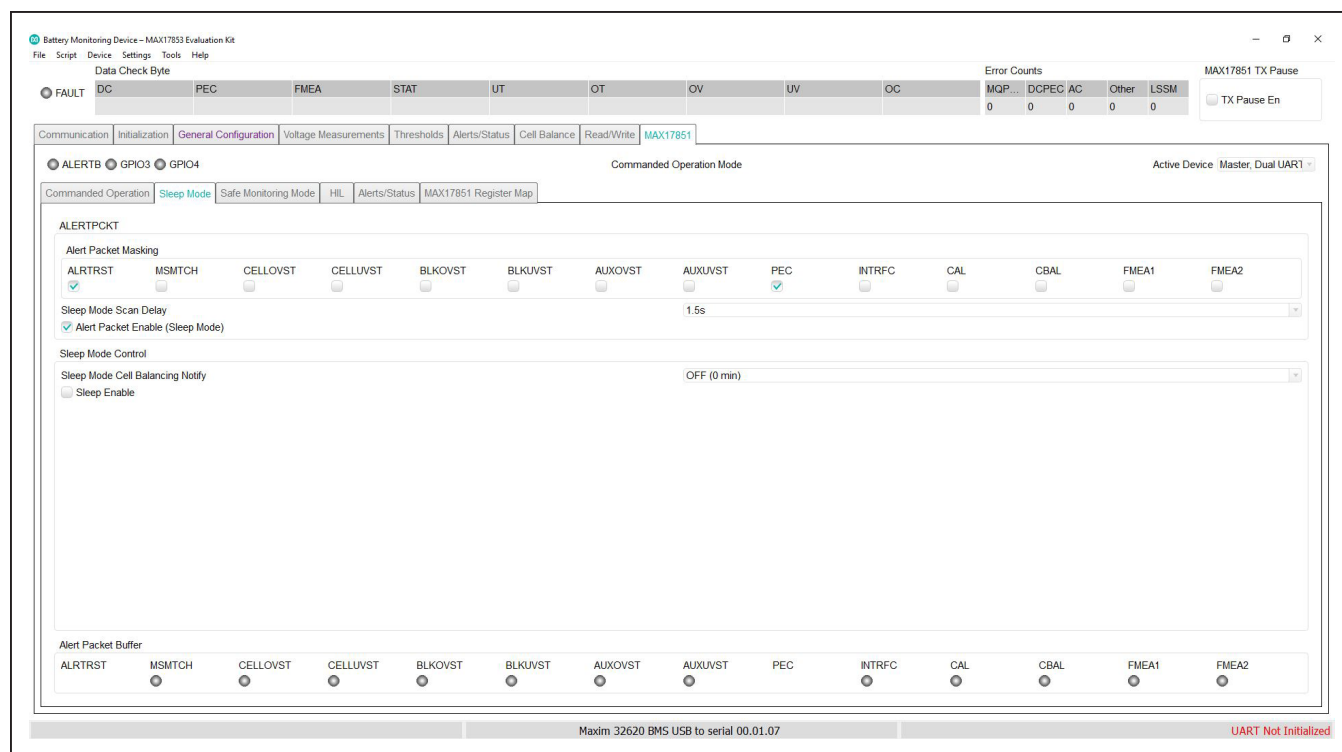 Battery Monitoring Device – MAX17853 Evaluation Kit
File Script Device Settings Tools Help
Data Check Byte Error Counts MAX17851 TX Pause
FAULT DC PEC FMEA STAT UT OT OV UV OC MQP... DCPEC AC Other LSSM TX Pause En
0 0 0 0 0
Communication Initialization General Configuration Voltage Measurements Thresholds Alerts/Status Cell Balance Read/Write MAX17851
ALERTB GPIO3 GPIO4 Commanded Operation Mode Active Device Master, Dual UART
Commanded Operation Sleep Mode Safe Monitoring Mode HIL Alerts/Status MAX17851 Register Map
ALERTPCKT
Alert Packet Masking
ALRTRST MSMTCH CELLOVST CELLUVST BLKOVST BLKUVST AUXOVST AUXUVST PEC INTRFC CAL CBAL FMEA1 FMEA2
Sleep Mode Scan Delay 1.5s
Alert Packet Enable (Sleep Mode)
Sleep Mode Control
Sleep Mode Cell Balancing Notify OFF (0 min)
Sleep Enable
Alert Packet Buffer
ALRTRST MSMTCH CELLOVST CELLUVST BLKOVST BLKUVST AUXOVST AUXUVST PEC INTRFC CAL CBAL FMEA1 FMEA2
Maxim 32620 BMS USB to serial 00.01.07 UART Not Initialized